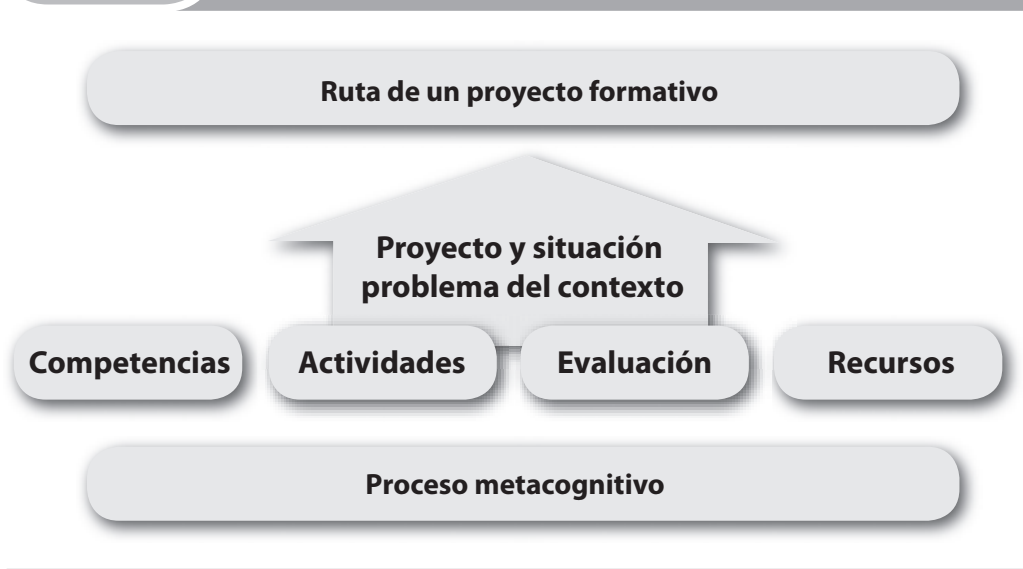 Ruta de un proyecto formativo
Proyecto y situación
problema del contexto
Competencias
Actividades
Evaluación
Recursos
Proceso metacognitivo